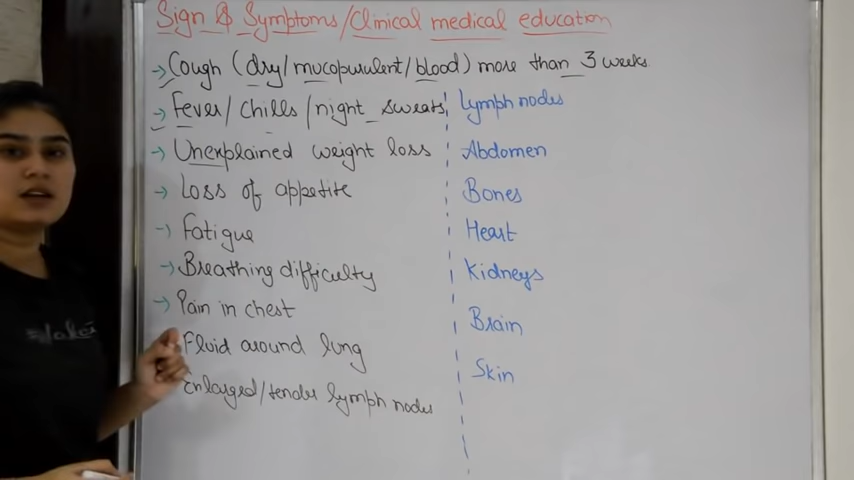 Sign & Symptoms/Clinical medical education
→ Cough (dry/mucopurulent/blood) more than 3 weeks
→ Fever/chills/night sweats
→ Unexplained weight loss
→ Loss of appetite
→ Fatigue
→ Breathing difficulty
→ Pain in chest
Fluid around lung
Enlarged/tender lymph nodes
Lymph nodes
Abdomen
Bones
Heart
Kidneys
Brain
Skin